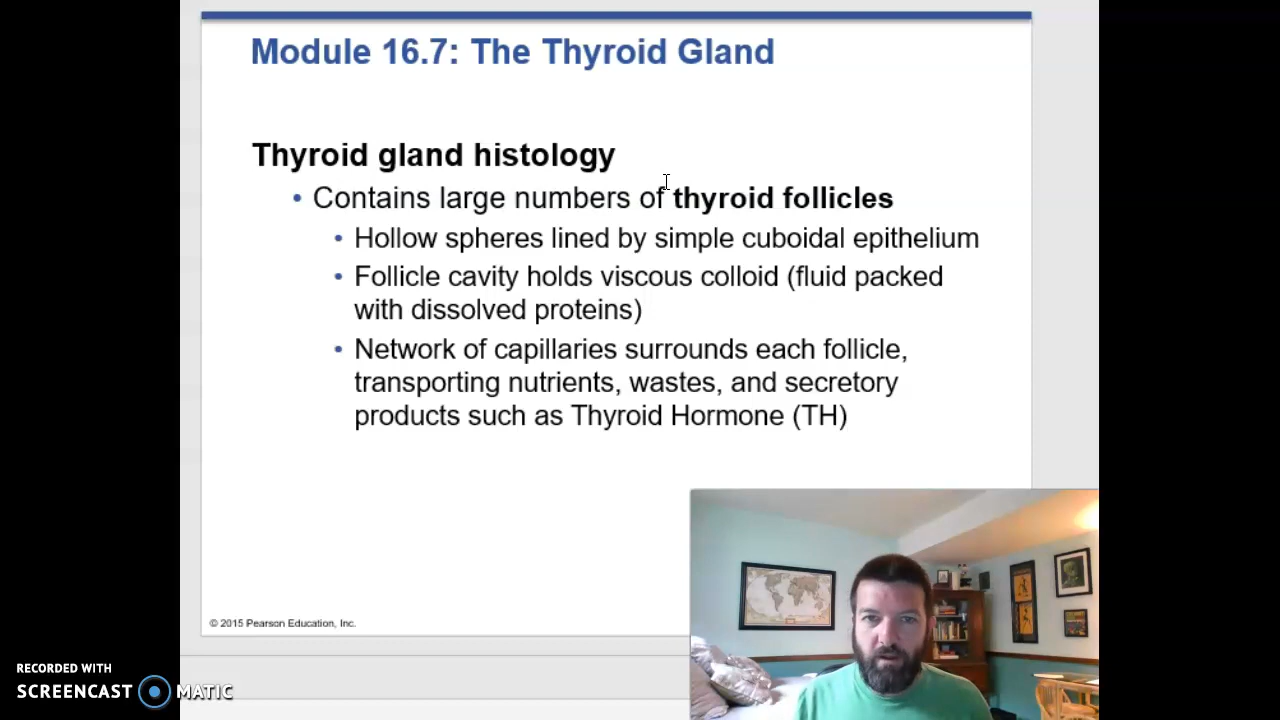 Module 16.7: The Thyroid Gland
Thyroid gland histology
• Contains large numbers of thyroid follicles
• Hollow spheres lined by simple cuboidal epithelium
• Follicle cavity holds viscous colloid (fluid packed
with dissolved proteins)
• Network of capillaries surrounds each follicle,
transporting nutrients, wastes, and secretory
products such as Thyroid Hormone (TH)
© 2015 Pearson Education, Inc.
RECORDED WITH
SCREENCAST MATIC